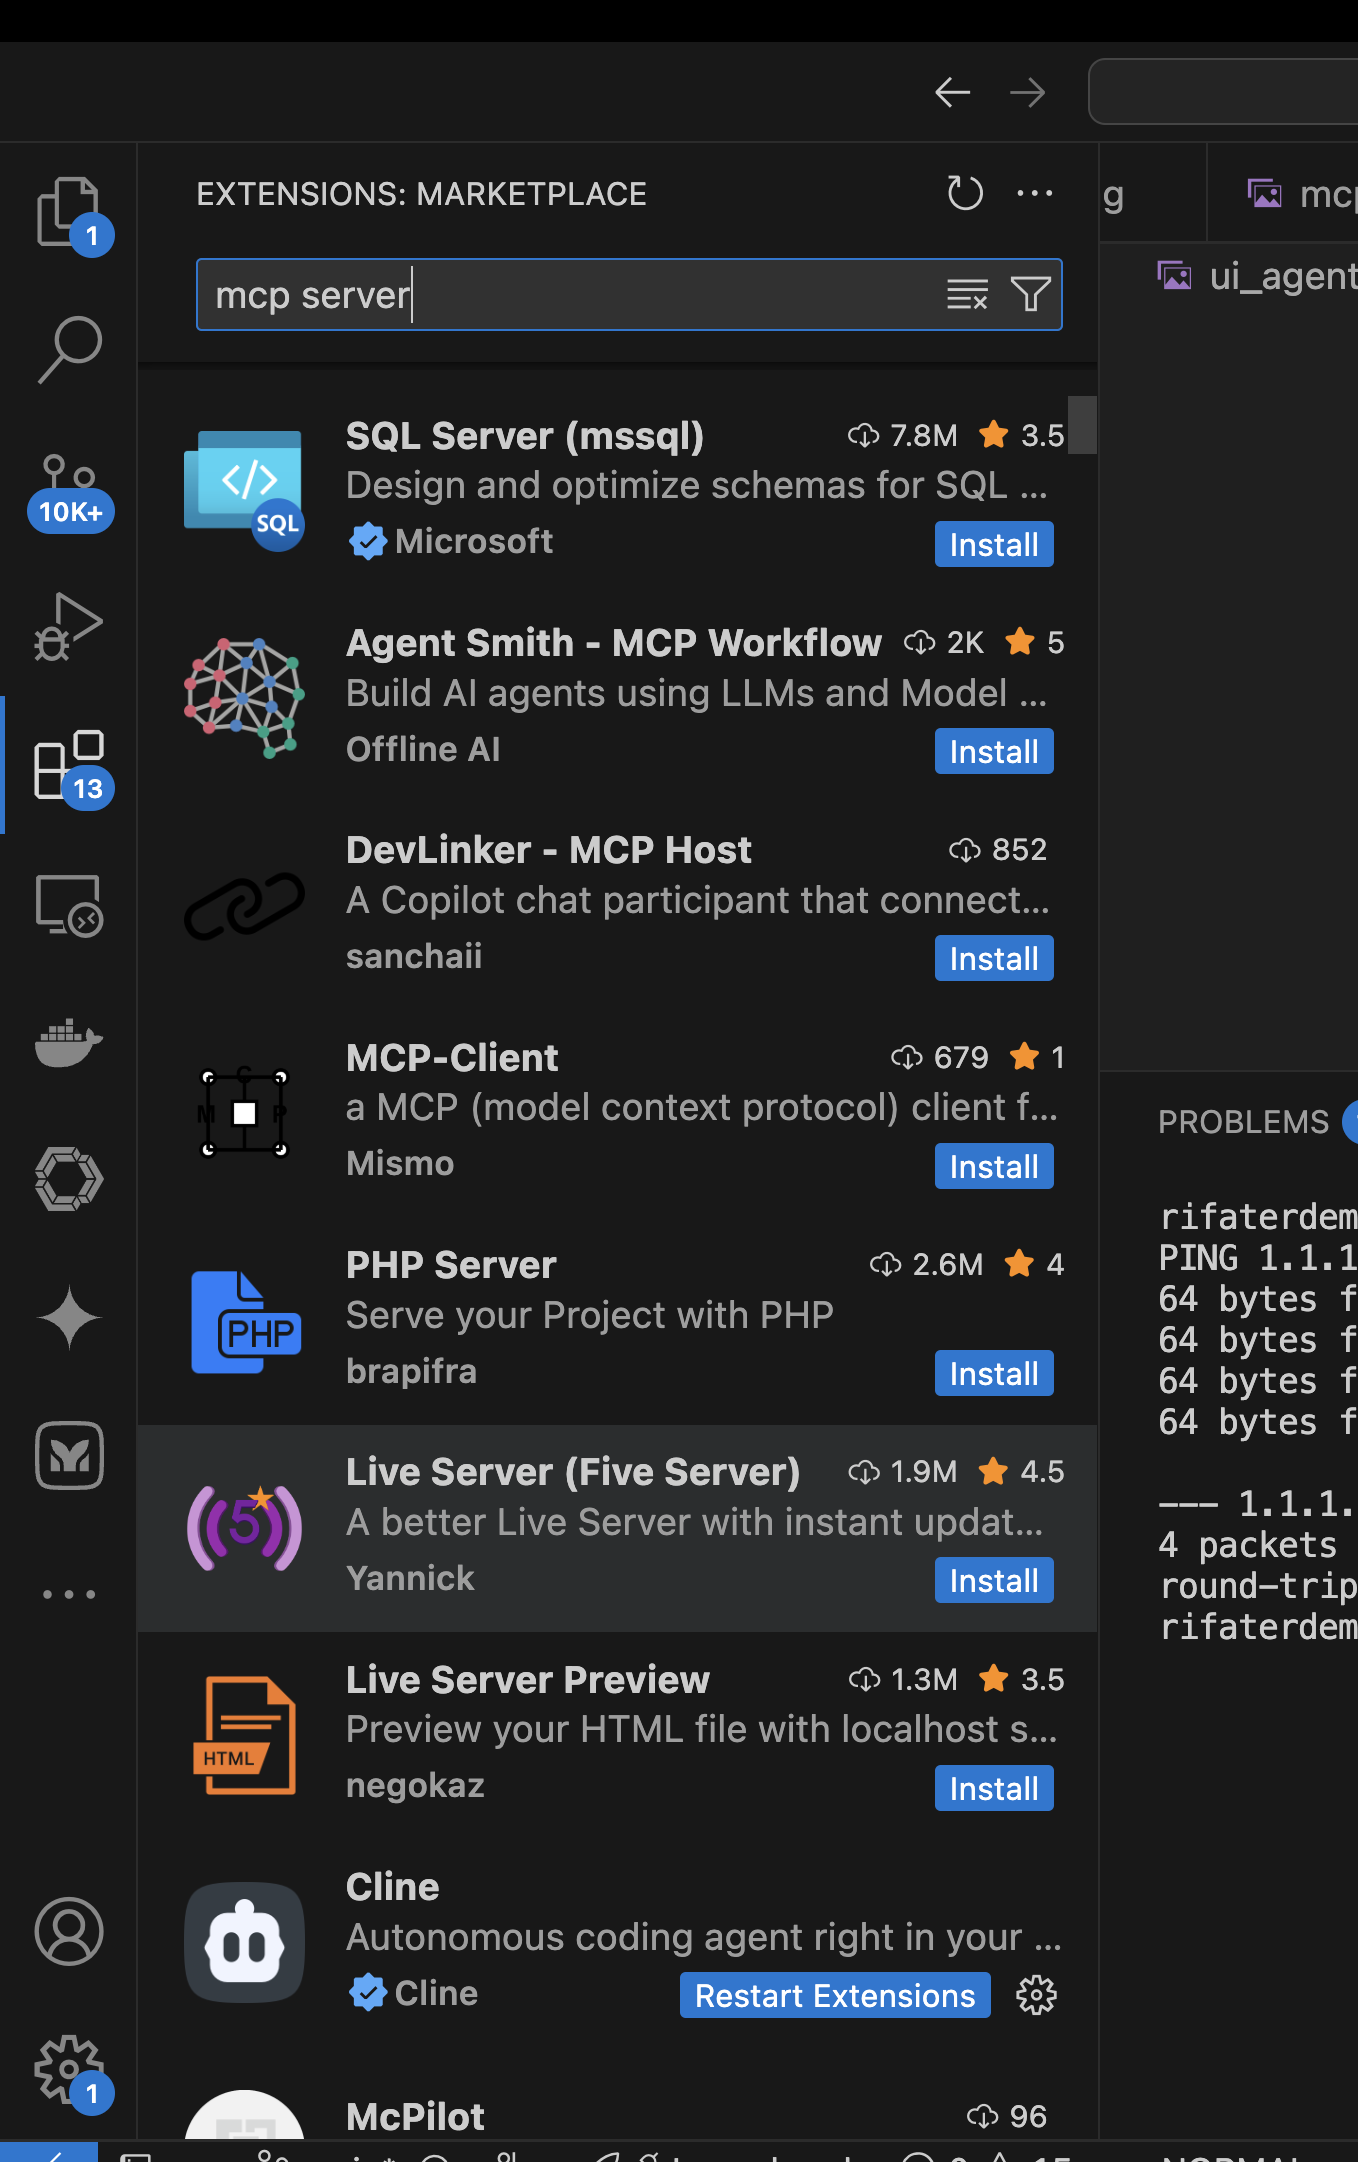 EXTENSIONS: MARKETPLACE
mcp server
1
10K+
13
1
SQL Server (mssql) 7.8M 3.5
Design and optimize schemas for SQL ...
Microsoft Install
SQL
Agent Smith - MCP Workflow 2K 5
Build AI agents using LLMs and Model ...
Offline AI Install
DevLinker - MCP Host 852
A Copilot chat participant that connect...
sanchaii Install
MCP-Client 679 1
a MCP (model context protocol) client f...
Mismo Install
M C P
PHP Server 2.6M 4
Serve your Project with PHP
brapifra Install
PHP
Live Server (Five Server) 1.9M 4.5
A better Live Server with instant updat...
Yannick Install
5
Live Server Preview 1.3M 3.5
Preview your HTML file with localhost s...
negokaz Install
HTML
Cline
Autonomous coding agent right in your ...
Cline Restart Extensions
McPilot 96
g mcp
ui_agent
PROBLEMS
rifaterdem
PING 1.1.1
64 bytes f
64 bytes f
64 bytes f
64 bytes f
--- 1.1.1.
4 packets
round-trip
rifaterdem